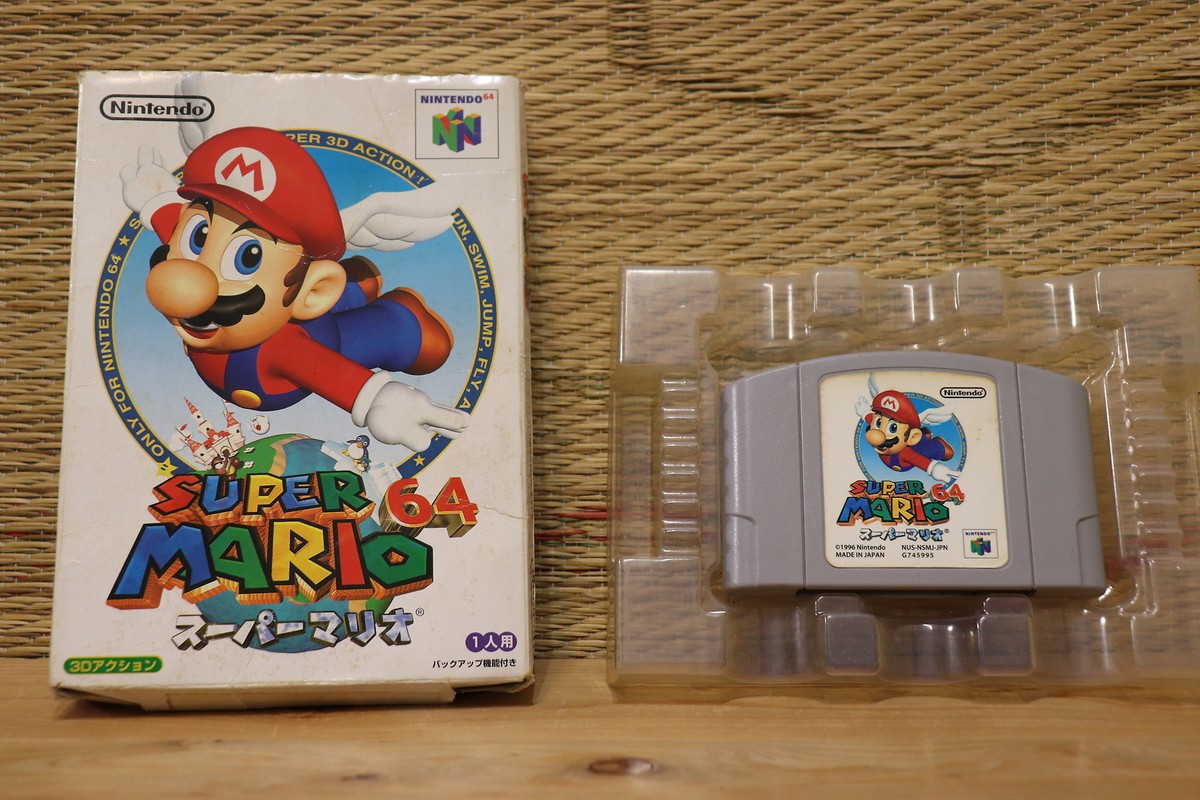 Nintendo®
NINTENDO64
M
PER 3D ACTION!
UN, SWIM, JUMP, FLY, A
ONLY FOR NINTENDO 64 ★ S
SUPER
MARIO 64
スーパーマリオ®
1人用
3Dアクション
バックアップ機能付き
Nintendo®
M
SUPER
MARIO 64
スーパーマリオ®
©1996 Nintendo
MADE IN JAPAN
NUS-NSMJ-JPN
G745995
NINTENDO64